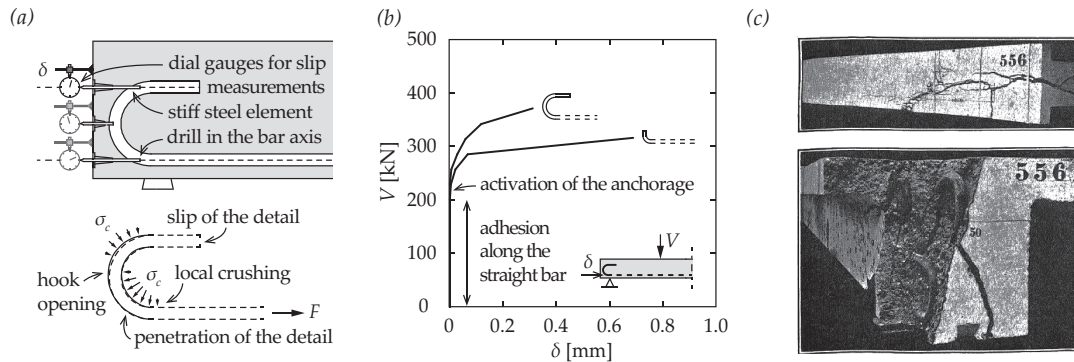 (a)
δ
dial gauges for slip
measurements
stiff steel element
drill in the bar axis
σc
slip of the detail
σc
local crushing
hook
opening
F
penetration of the detail
(b)
500
400
300
200
100
0
V [kN]
activation of the anchorage
adhesion
along the
straight bar
V
δ
0
0.2
0.4
0.6
0.8
1.0
δ [mm]
(c)
556
556
50